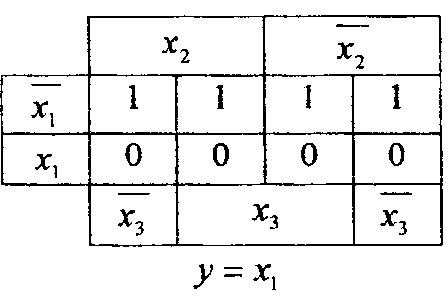 x₂ x̅₂
x̅₁ 1 1 1 1
x₁ 0 0 0 0
x̅₃ x₃ x̅₃
y = x₁